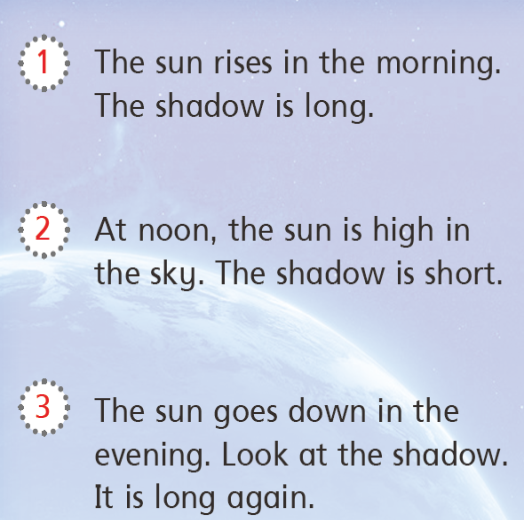 1 The sun rises in the morning.
The shadow is long.
2 At noon, the sun is high in
the sky. The shadow is short.
3 The sun goes down in the
evening. Look at the shadow.
It is long again.